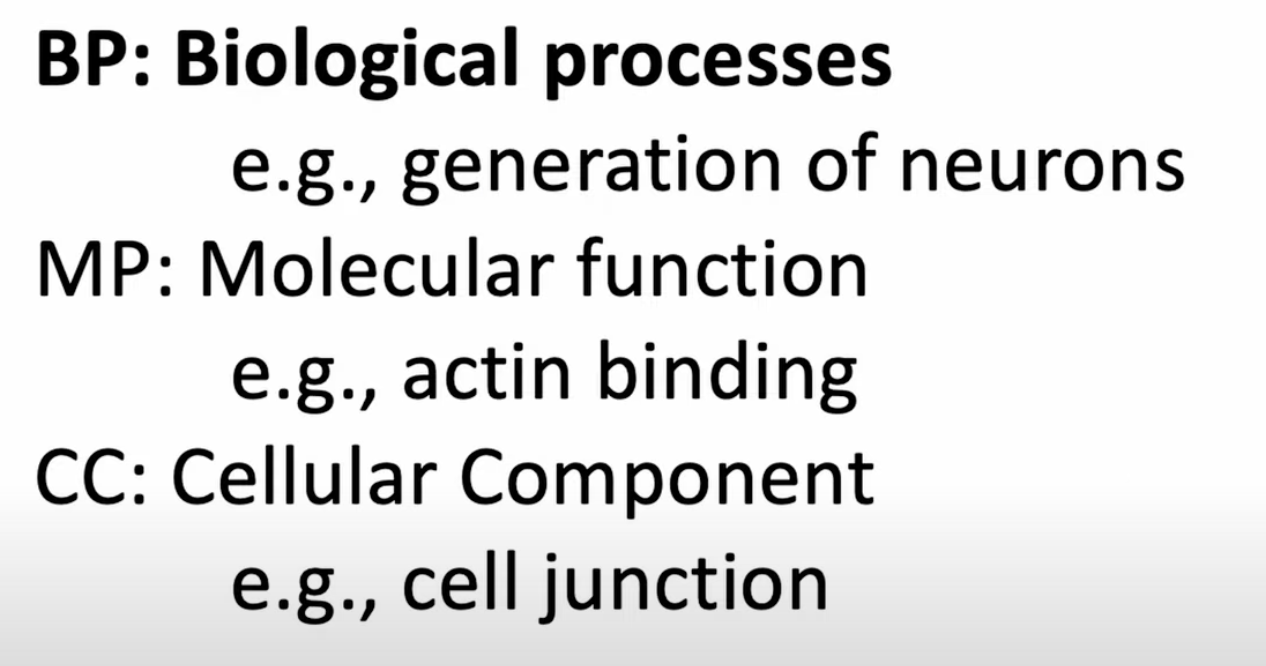 BP: Biological processes
e.g., generation of neurons
MP: Molecular function
e.g., actin binding
CC: Cellular Component
e.g., cell junction